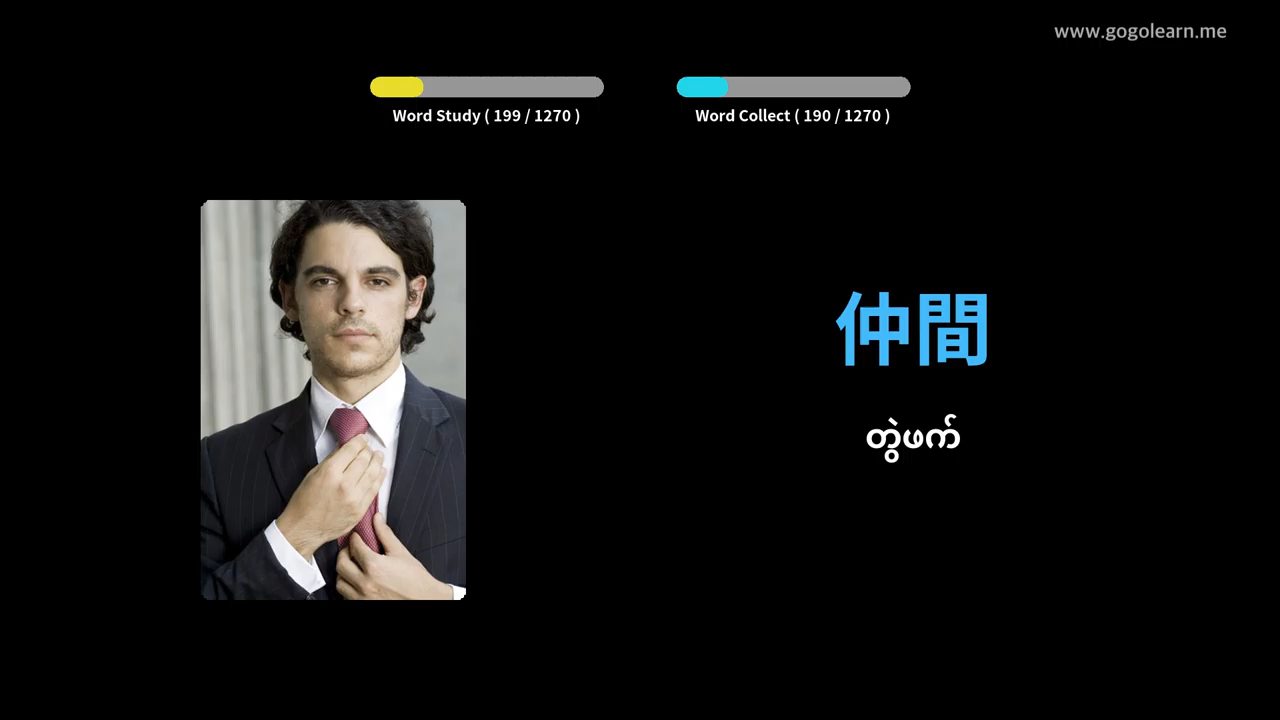 www.gogolearn.me
Word Study ( 199 / 1270 )
Word Collect ( 190 / 1270 )
仲間
တွဲဖက်